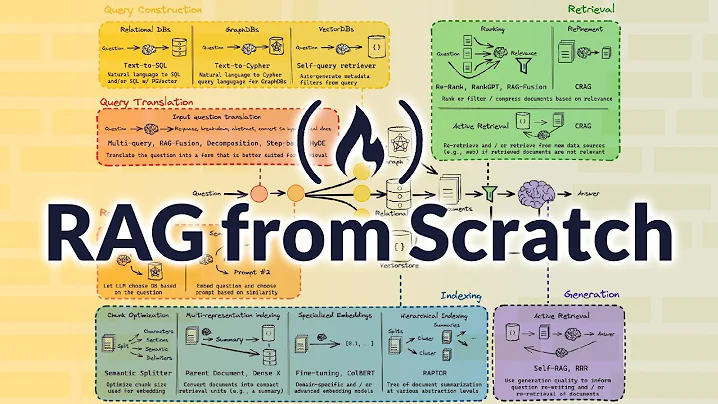 Query Construction
Relational DBs
GraphDBs
VectorDBs
Question
Question
Question
Text-to-SQL
Natural language to SQL
and/or SQL w/ PGVector
Text-to-Cypher
Natural language to Cypher
query language for GraphDBs
Self-query retriever
Auto-generate metadata
filters from query
Retrieval
Ranking
Refinement
Question
Relevance
Re-Rank, RankGPT, RAG-Fusion
CRAG
Rank or filter / compress documents based on relevance
Active Retrieval
CRAG
Re-retrieve and / or retrieve from new data sources
(e.g., web) if retrieved documents are not relevant
Query Translation
Input question translation
Question
Multi-query, RAG-Fusion, Decomposition,
HyDE
Translate the question into a form that is better suited for
Question
Relational
Answer
RAG from Scratch
Prompt #2
Let LLM choose DB based
on the question
Embed question and choose
prompt based on similarity
Vectorstore
Indexing
Chunk Optimization
Split
Characters
Sections
Semantic
Delimiters
Semantic Splitter
Optimize chunk size
used for embedding
Multi-representation indexing
Summary
Parent Document, Dense X
Convert documents into compact
retrieval units (e.g., a summary)
Specialized Embeddings
[0.1, ...]
Fine-tuning, ColBERT
Domain-specific and / or
advanced embedding models
Hierarchical Indexing
Splits
Summaries
cluster
cluster
RAPTOR
Tree of document summarization
at various abstraction levels
Generation
Active Retrieval
Answer
Self-RAG, RRR
Use generation quality to inform
question re-writing and / or
re-retrieval of documents